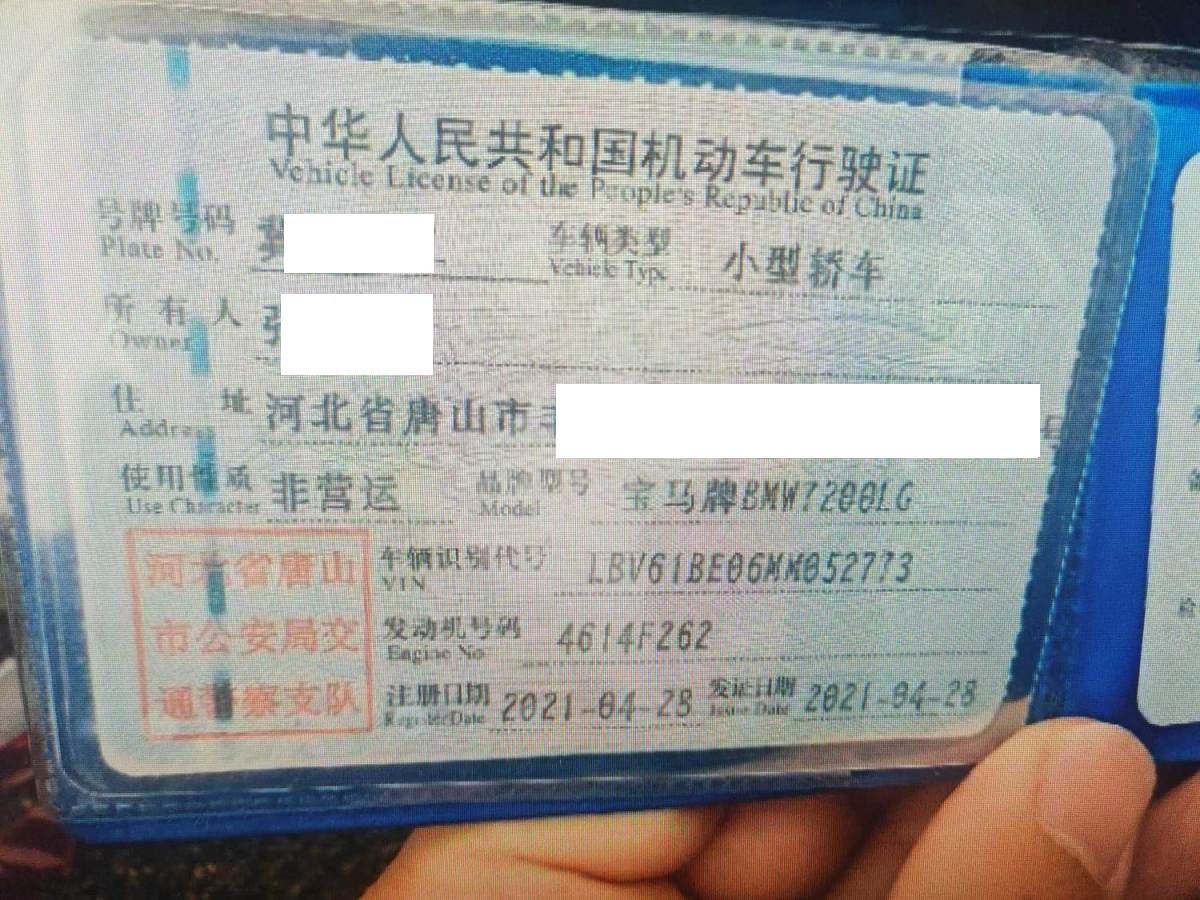 中华人民共和国机动车行驶证
Vehicle License of the People's Republic of China
号牌号码 冀 车辆类型 小型轿车
Plate No. Vehicle Type
所有人 张
Owner
住址 河北省唐山市
Address
使用性质 非营运 品牌型号 宝马牌BMW7200LG
Use Character Model
车辆识别代号 LBV61BE06MM052773
VIN
发动机号码 4614F262
Engine No.
注册日期 2021-04-28 发证日期 2021-04-28
Register Date Issue Date
河北省唐山
市公安局交
通警察支队